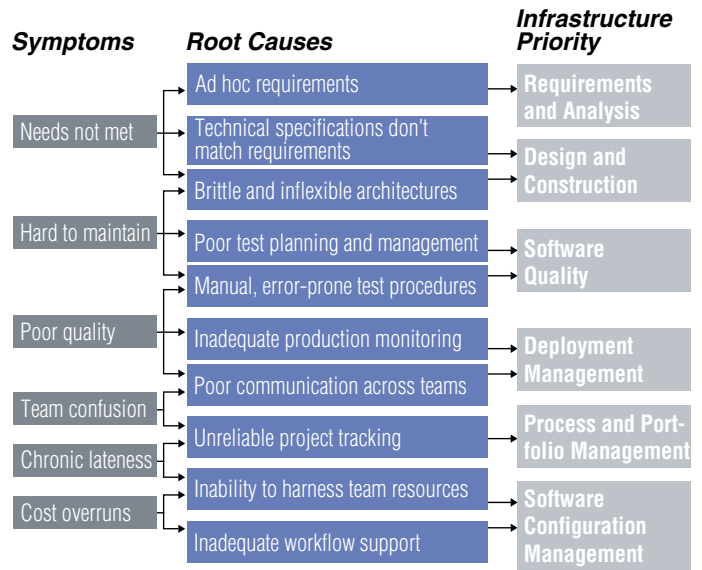 Symptoms
Root Causes
Infrastructure
Priority
Needs not met
Hard to maintain
Poor quality
Team confusion
Chronic lateness
Cost overruns
Ad hoc requirements
Technical specifications don't
match requirements
Brittle and inflexible architectures
Poor test planning and management
Manual, error-prone test procedures
Inadequate production monitoring
Poor communication across teams
Unreliable project tracking
Inability to harness team resources
Inadequate workflow support
Requirements
and Analysis
Design and
Construction
Software
Quality
Deployment
Management
Process and Port-
folio Management
Software
Configuration
Management